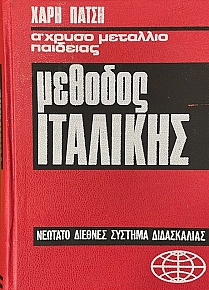 ΧΑΡΗ ΠΑΤΣΗ
α' χρυσο μεταλλιο
παιδειας
μεθοδος
ΙΤΑΛΙΚΗΣ
ΝΕΩΤΑΤΟ ΔΙΕΘΝΕΣ ΣΥΣΤΗΜΑ ΔΙΔΑΣΚΑΛΙΑΣ